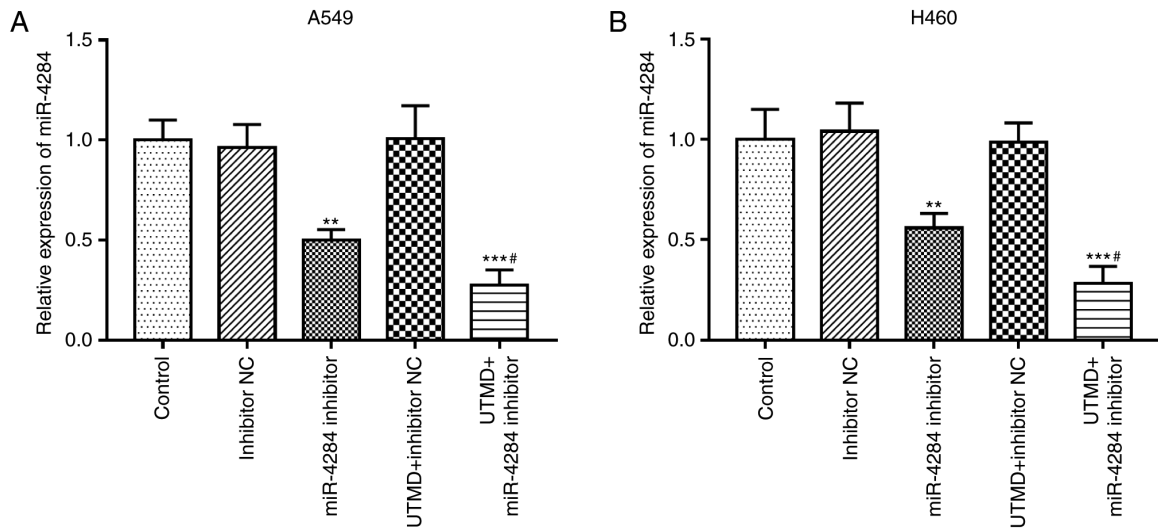 A
A549
Relative expression of miR-4284
1.5
1.0
0.5
0.0
**
***#
Control
Inhibitor NC
miR-4284 inhibitor
UTMD+inhibitor NC
UTMD+
miR-4284 inhibitor
B
H460
Relative expression of miR-4284
1.5
1.0
0.5
0.0
**
***#
Control
Inhibitor NC
miR-4284 inhibitor
UTMD+inhibitor NC
UTMD+
miR-4284 inhibitor